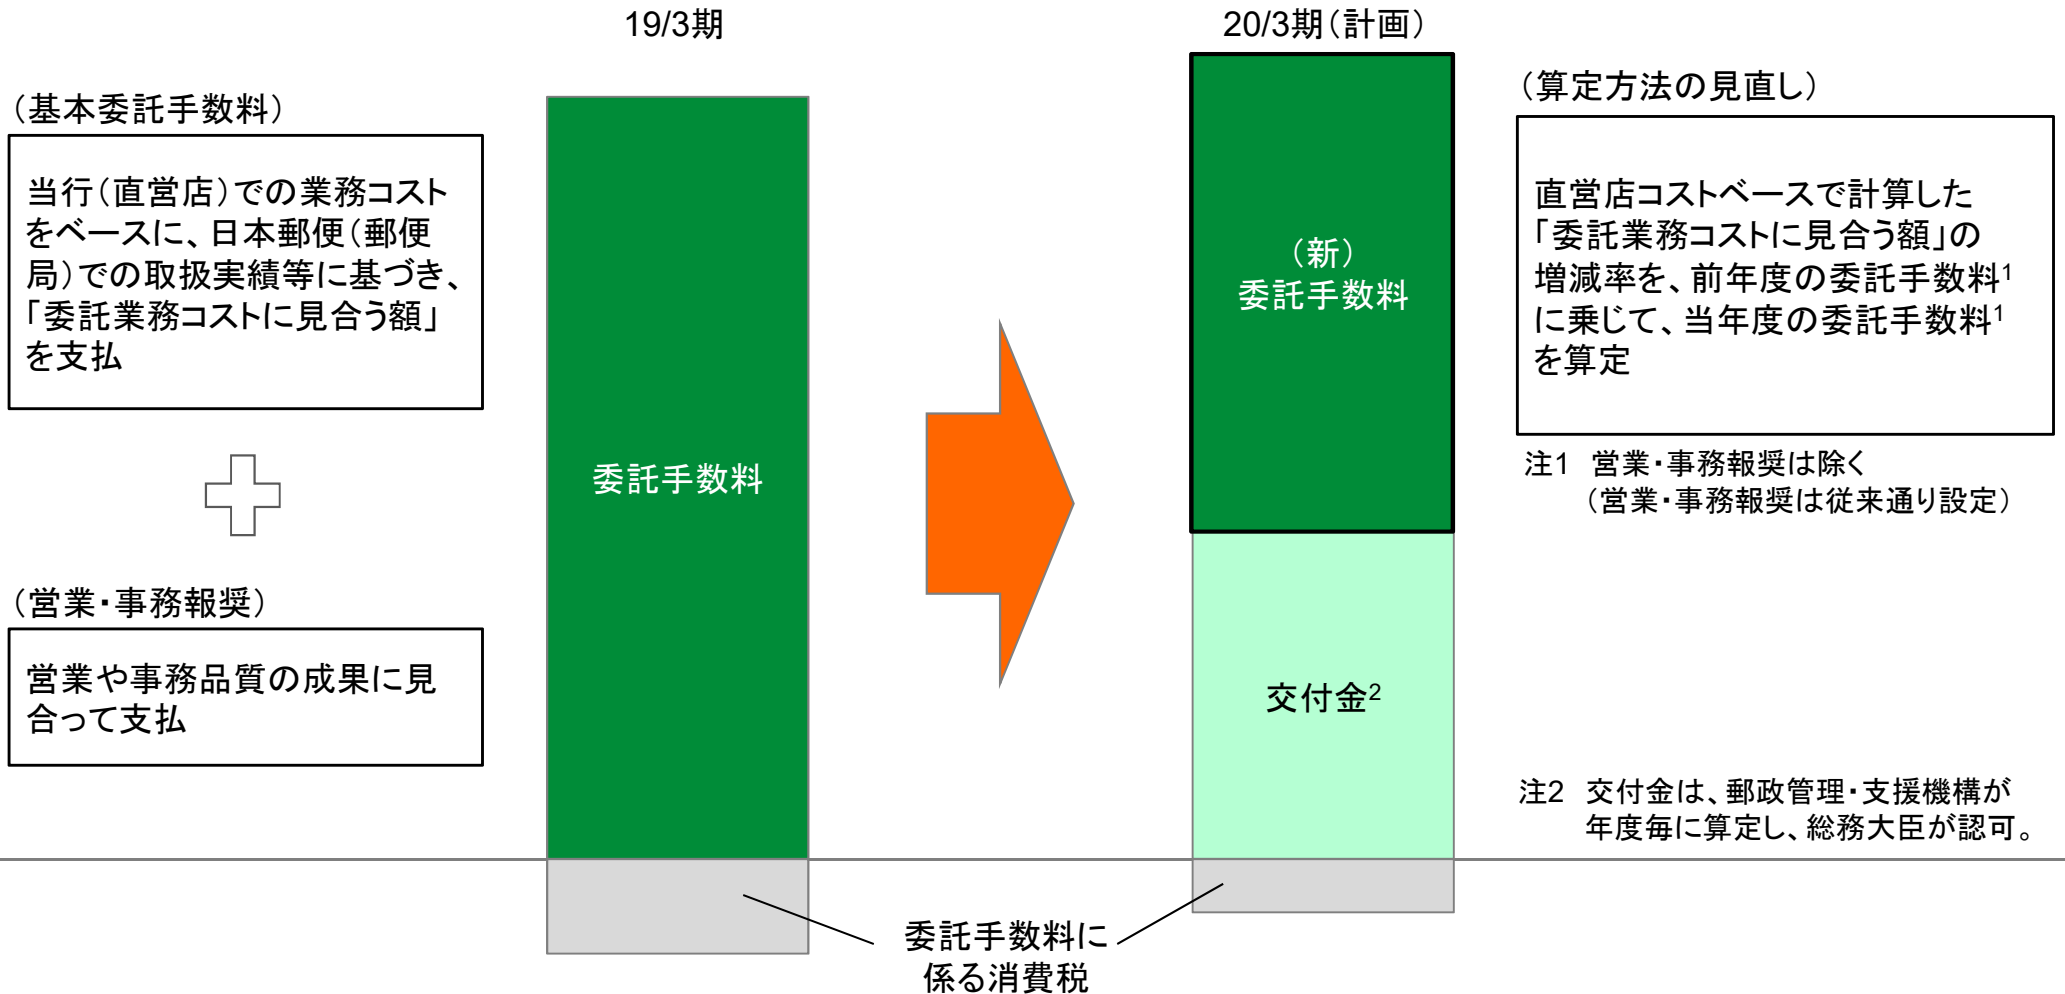 19/3期
20/3期（計画）
（基本委託手数料）
当行（直営店）での業務コスト
をベースに、日本郵便（郵便
局）での取扱実績等に基づき、
「委託業務コストに見合う額」
を支払
（営業・事務報奨）
営業や事務品質の成果に見
合って支払
委託手数料
（新）
委託手数料
交付金2
（算定方法の見直し）
直営店コストベースで計算した
「委託業務コストに見合う額」の
増減率を、前年度の委託手数料1
に乗じて、当年度の委託手数料1
を算定
注1 営業・事務報奨は除く
（営業・事務報奨は従来通り設定）
注2 交付金は、郵政管理・支援機構が
年度毎に算定し、総務大臣が認可。
委託手数料に
係る消費税